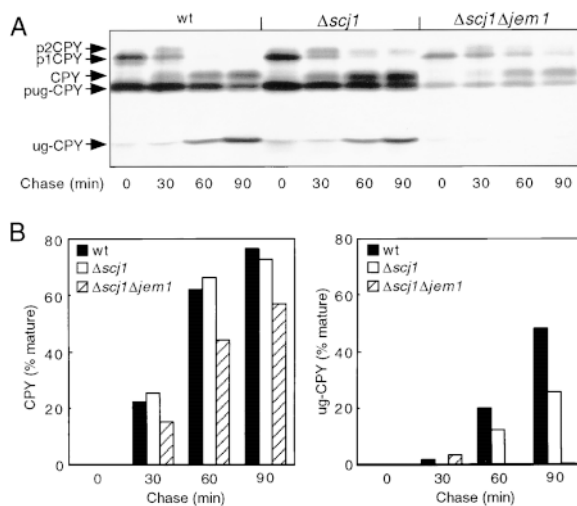 A
wt Δscj1 Δscj1Δjem1
p2CPY
p1CPY
CPY
pug-CPY
ug-CPY
Chase (min) 0 30 60 90 0 30 60 90 0 30 60 90
B
80
60
40
20
0
CPY (% mature)
wt
Δscj1
Δscj1Δjem1
0 30 60 90
Chase (min)
80
60
40
20
0
ug-CPY (% mature)
wt
Δscj1
Δscj1Δjem1
0 30 60 90
Chase (min)